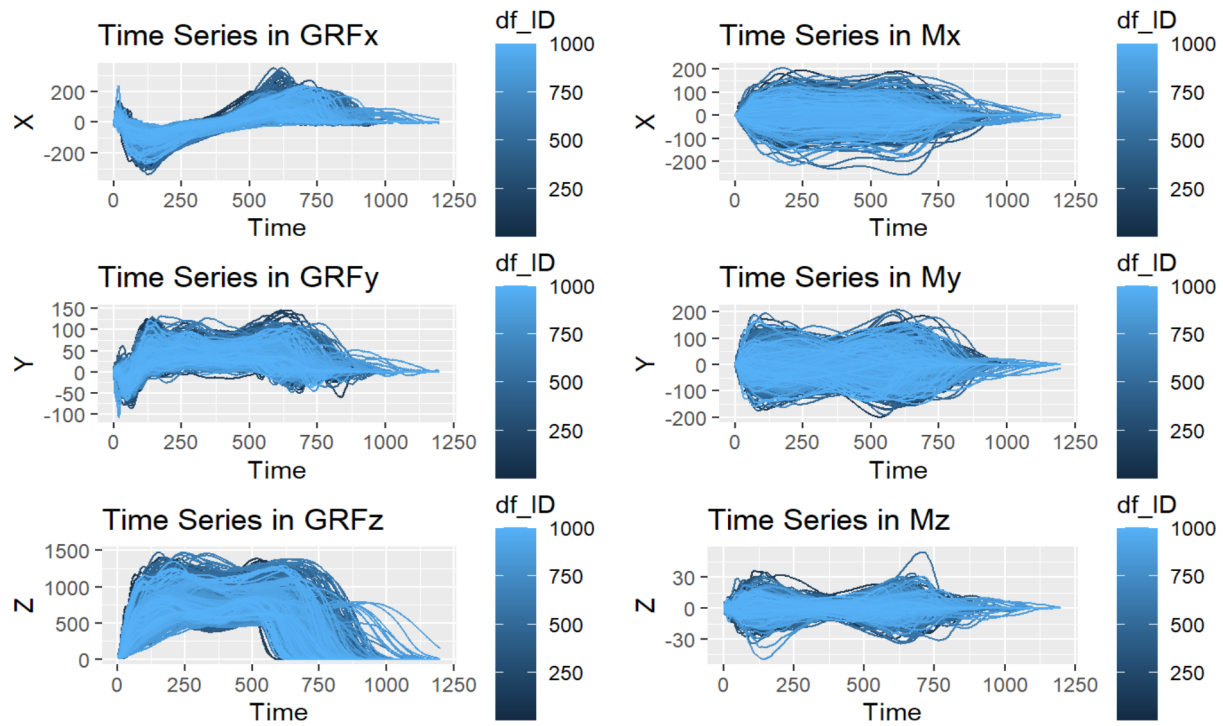 Time Series in GRFx
X
200
0
-200
0 250 500 750 1000 1250
Time
df_ID
1000
750
500
250
Time Series in Mx
X
200
100
0
-100
-200
0 250 500 750 1000 1250
Time
df_ID
1000
750
500
250
Time Series in GRFy
Y
150
100
50
0
-50
-100
0 250 500 750 1000 1250
Time
df_ID
1000
750
500
250
Time Series in My
Y
200
100
0
-100
-200
0 250 500 750 1000 1250
Time
df_ID
1000
750
500
250
Time Series in GRFz
Z
1500
1000
500
0
0 250 500 750 1000 1250
Time
df_ID
1000
750
500
250
Time Series in Mz
Z
30
0
-30
0 250 500 750 1000 1250
Time
df_ID
1000
750
500
250